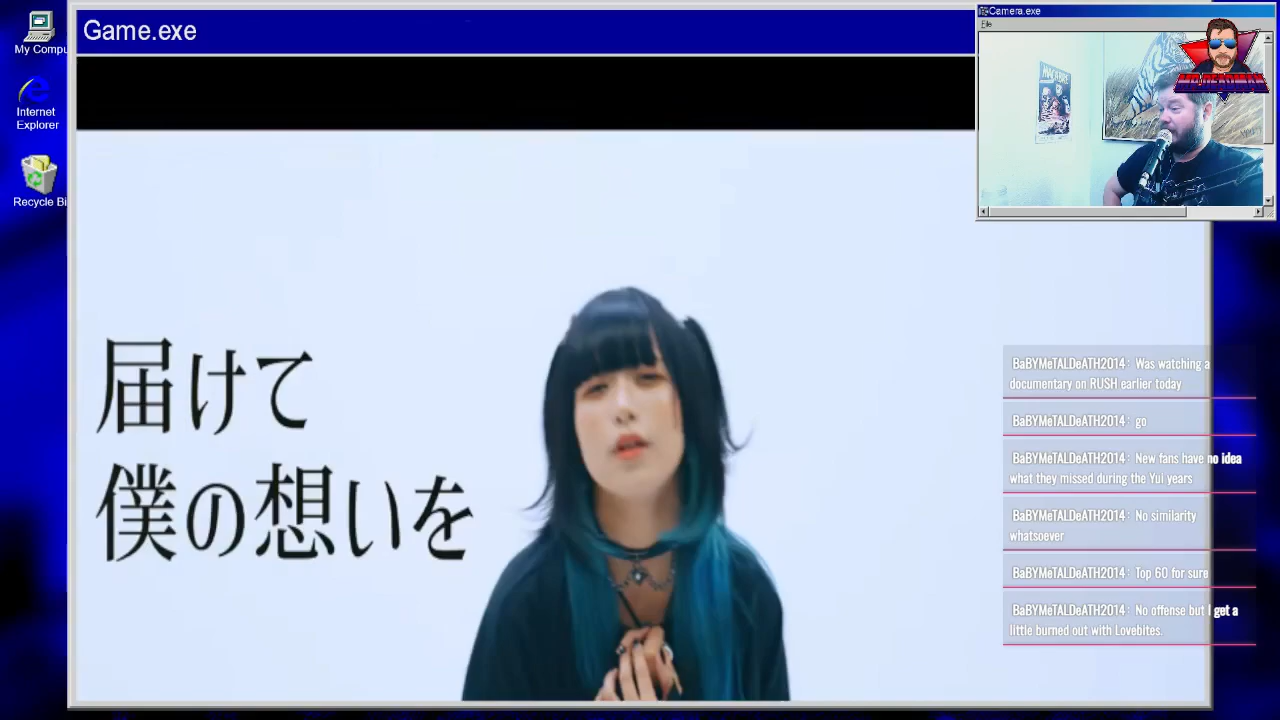 My Compu
Internet
Explorer
Recycle Bi
Game.exe
Camera.exe
File
届けて
僕の想いを
BaBYMeTALDeATH2014: Was watching a
documentary on RUSH earlier today
BaBYMeTALDeATH2014: go
BaBYMeTALDeATH2014: New fans have no idea
what they missed during the Yui years
BaBYMeTALDeATH2014: No similarity
whatsoever
BaBYMeTALDeATH2014: Top 60 for sure
BaBYMeTALDeATH2014: No offense but I get a
little burned out with Lovebites.